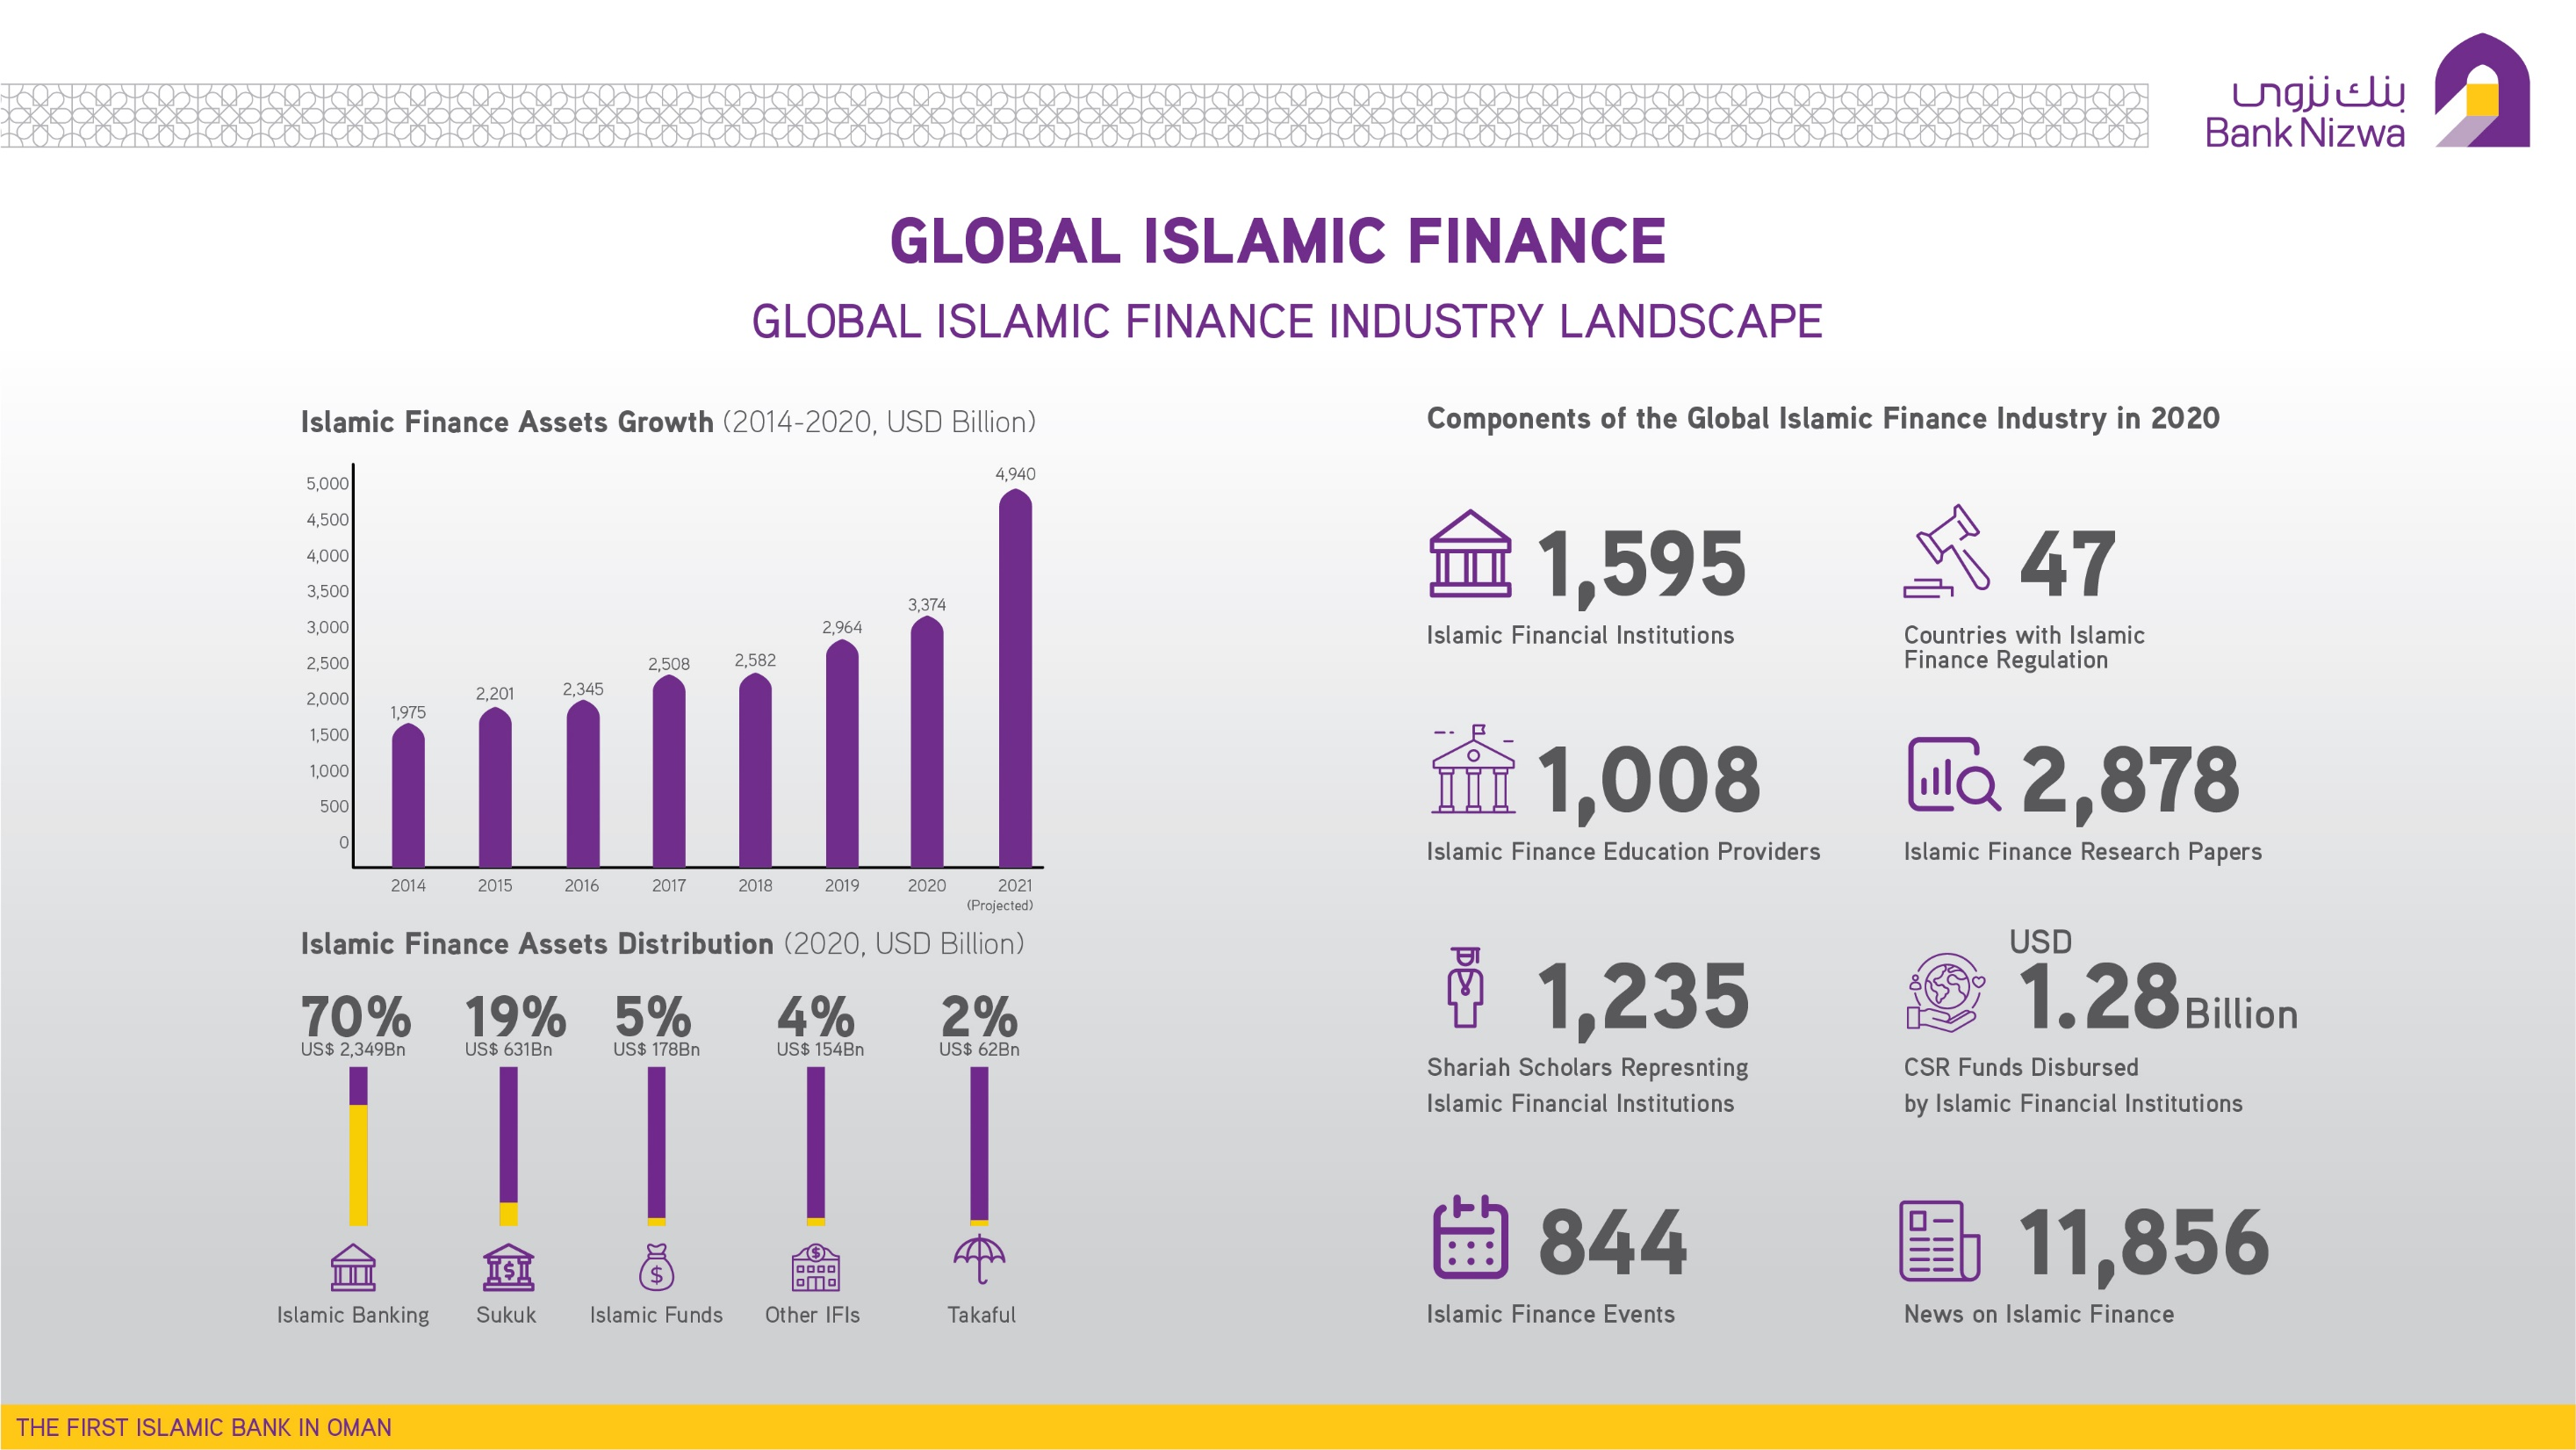 بنك نزوى
Bank Nizwa
GLOBAL ISLAMIC FINANCE
GLOBAL ISLAMIC FINANCE INDUSTRY LANDSCAPE
Islamic Finance Assets Growth (2014-2020, USD Billion)
5,000
4,500
4,000
3,500
3,000
2,500
2,000
1,500
1,000
500
0
1,975
2,201
2,345
2,508
2,582
2,964
3,374
4,940
2014 2015 2016 2017 2018 2019 2020 2021
(Projected)
Islamic Finance Assets Distribution (2020, USD Billion)
70% 19% 5% 4% 2%
US$ 2,349Bn US$ 631Bn US$ 178Bn US$ 154Bn US$ 62Bn
$ $ $
Islamic Banking Sukuk Islamic Funds Other IFIs Takaful
Components of the Global Islamic Finance Industry in 2020
1,595
Islamic Financial Institutions
47
Countries with Islamic
Finance Regulation
1,008
Islamic Finance Education Providers
2,878
Islamic Finance Research Papers
1,235
Shariah Scholars Represnting
Islamic Financial Institutions
USD
1.28 Billion
CSR Funds Disbursed
by Islamic Financial Institutions
844
Islamic Finance Events
11,856
News on Islamic Finance
THE FIRST ISLAMIC BANK IN OMAN